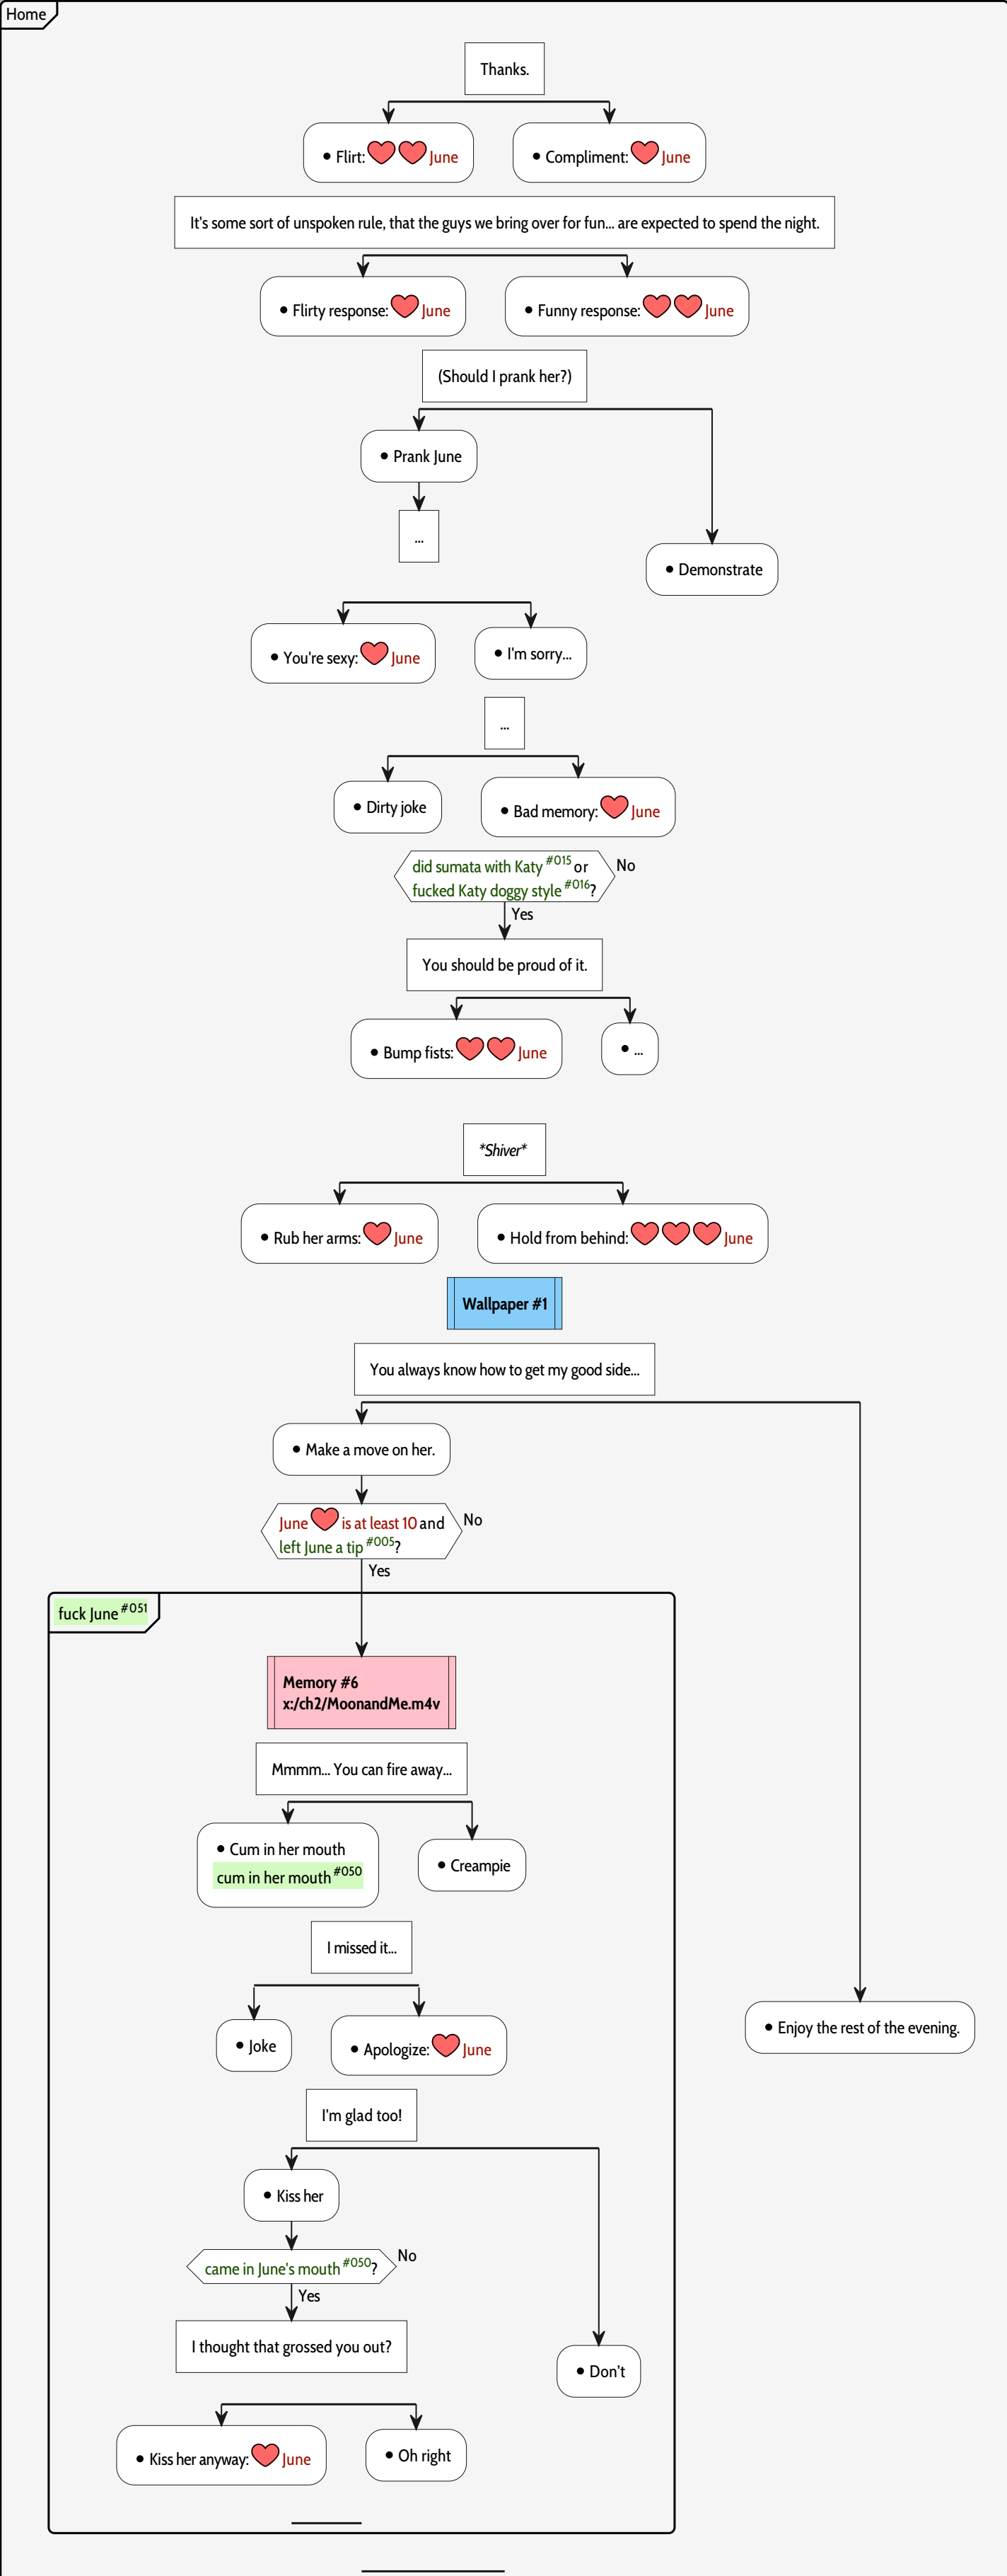 Home
Thanks.
• Flirt: June
• Compliment: June
It's some sort of unspoken rule, that the guys we bring over for fun... are expected to spend the night.
• Flirty response: June
• Funny response: June
(Should I prank her?)
• Prank June
...
• Demonstrate
• You're sexy: June
• I'm sorry...
...
• Dirty joke
• Bad memory: June
did sumata with Katy #015 or
fucked Katy doggy style #016?
No
Yes
You should be proud of it.
• Bump fists: June
• ...
*Shiver*
• Rub her arms: June
• Hold from behind: June
Wallpaper #1
You always know how to get my good side...
• Make a move on her.
June is at least 10 and
left June a tip #005?
No
Yes
fuck June #051
Memory #6
x:/ch2/MoonandMe.m4v
Mmmm... You can fire away...
• Cum in her mouth
cum in her mouth #050
• Creampie
I missed it...
• Joke
• Apologize: June
• Enjoy the rest of the evening.
I'm glad too!
• Kiss her
came in June's mouth #050?
No
Yes
I thought that grossed you out?
• Don't
• Kiss her anyway: June
• Oh right